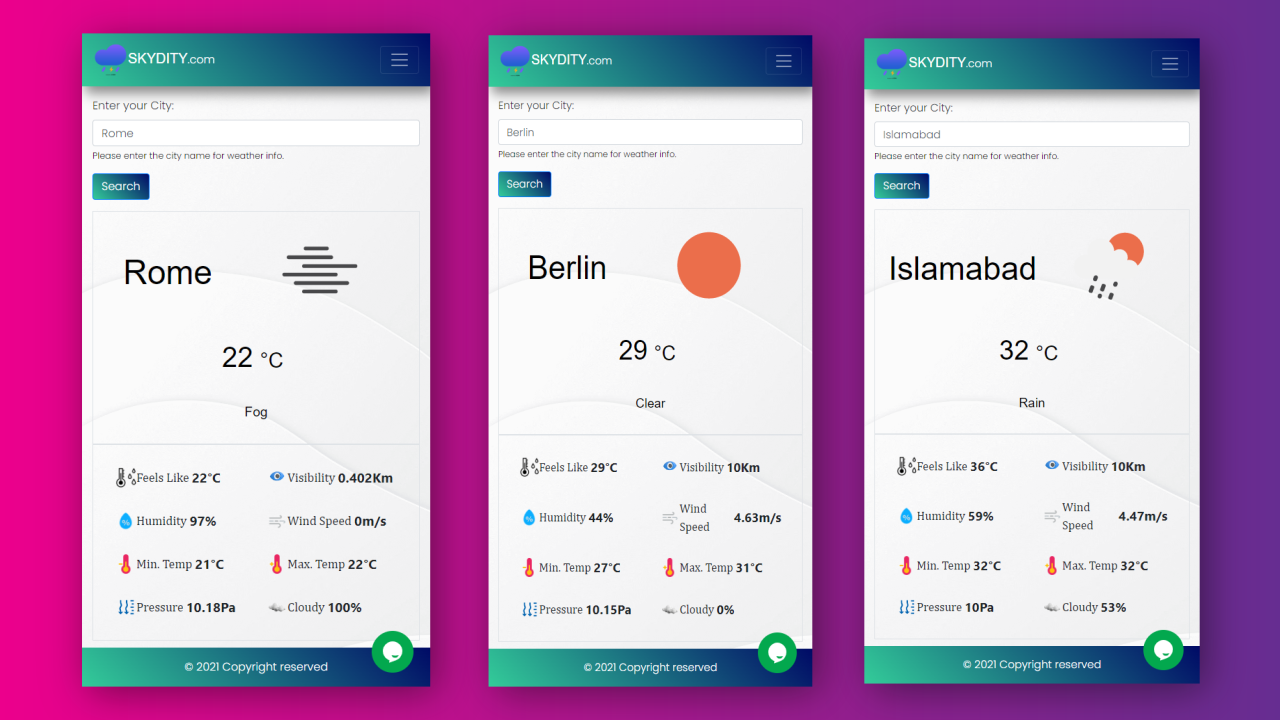 SKYDITY.com
Enter your City:
Rome
Please enter the city name for weather info.
Search
Rome
22 °C
Fog
Feels Like 22°C
Visibility 0.402Km
Humidity 97%
Wind Speed 0m/s
Min. Temp 21°C
Max. Temp 22°C
Pressure 10.18Pa
Cloudy 100%
© 2021 Copyright reserved
SKYDITY.com
Enter your City:
Berlin
Please enter the city name for weather info.
Search
Berlin
29 °C
Clear
Feels Like 29°C
Visibility 10Km
Humidity 44%
Wind
Speed 4.63m/s
Min. Temp 27°C
Max. Temp 31°C
Pressure 10.15Pa
Cloudy 0%
© 2021 Copyright reserved
SKYDITY.com
Enter your City:
Islamabad
Please enter the city name for weather info.
Search
Islamabad
32 °C
Rain
Feels Like 36°C
Visibility 10Km
Humidity 59%
Wind
Speed 4.47m/s
Min. Temp 32°C
Max. Temp 32°C
Pressure 10Pa
Cloudy 53%
© 2021 Copyright reserved